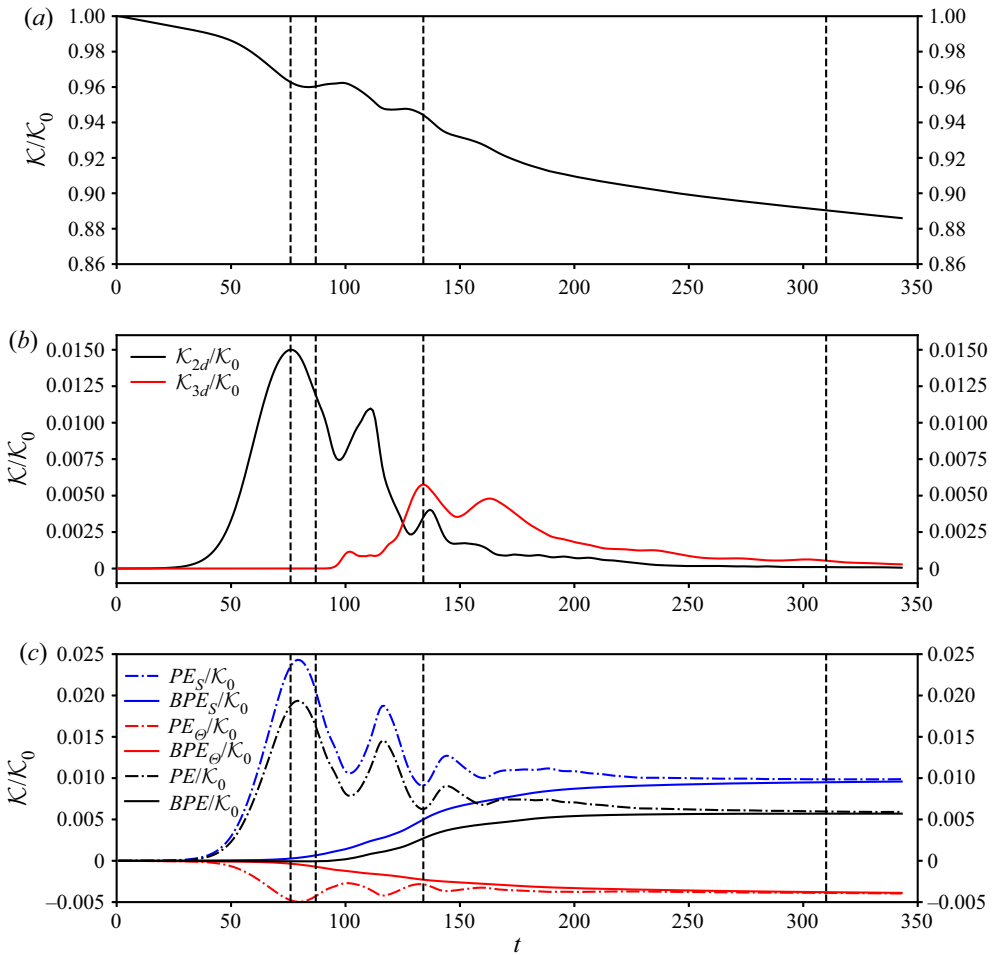 (a)
1.00 1.00
0.98 0.98
0.96 0.96
0.94 0.94
0.92 0.92
0.90 0.90
0.88 0.88
0.86 0.86
𝒦/𝒦₀
0 50 100 150 200 250 300 350
(b)
0.0150 0.0150
0.0125 0.0125
0.0100 0.0100
0.0075 0.0075
0.0050 0.0050
0.0025 0.0025
0 0
𝒦/𝒦₀
𝒦2d/𝒦₀
𝒦3d/𝒦₀
0 50 100 150 200 250 300 350
(c)
0.025 0.025
0.020 0.020
0.015 0.015
0.010 0.010
0.005 0.005
0 0
−0.005 −0.005
𝒦/𝒦₀
PE_S/𝒦₀
BPE_S/𝒦₀
PE_Θ/𝒦₀
BPE_Θ/𝒦₀
PE/𝒦₀
BPE/𝒦₀
0 50 100 150 200 250 300 350
t